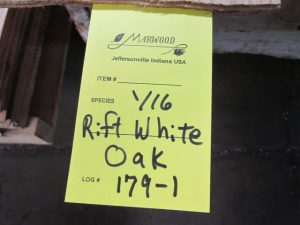 MARWOOD
Jeffersonville Indiana USA
ITEM #
SPECIES 1/16
Rift White
Oak
LOG # 179-1